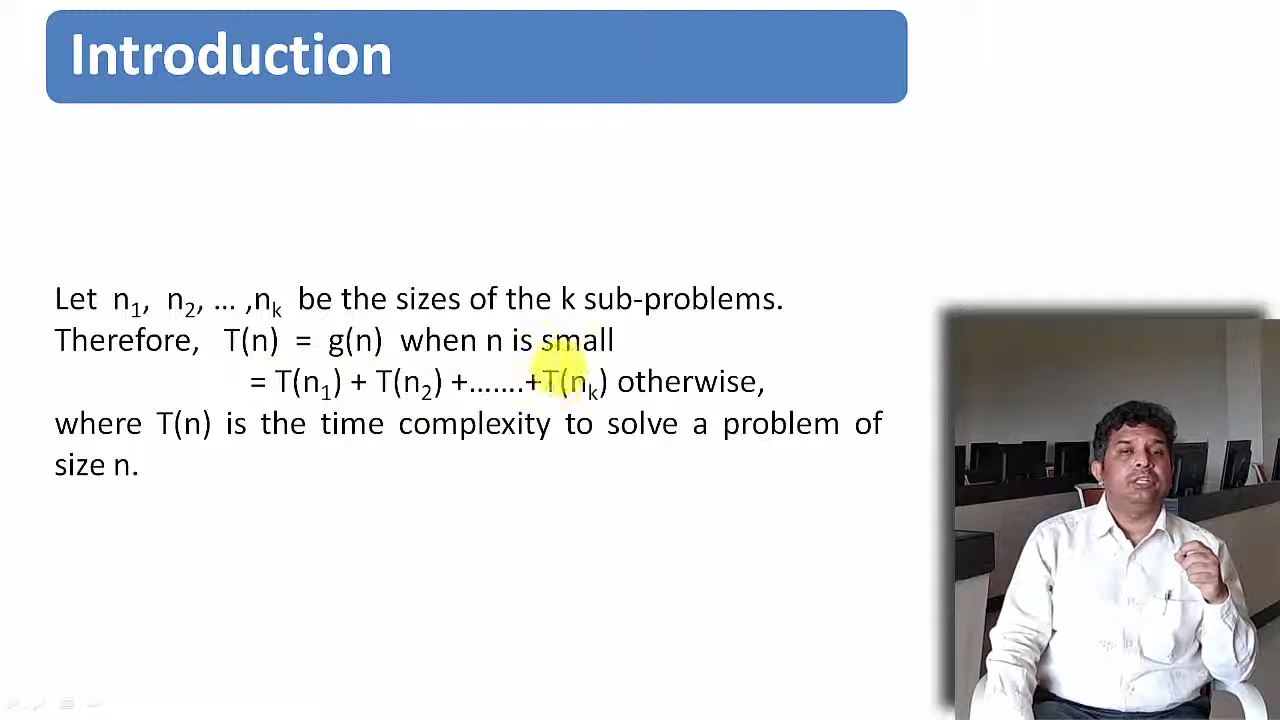 Introduction
Let n₁, n₂, … ,nₖ be the sizes of the k sub-problems.
Therefore, T(n) = g(n) when n is small
= T(n₁) + T(n₂) +…….+T(nₖ) otherwise,
where T(n) is the time complexity to solve a problem of
size n.